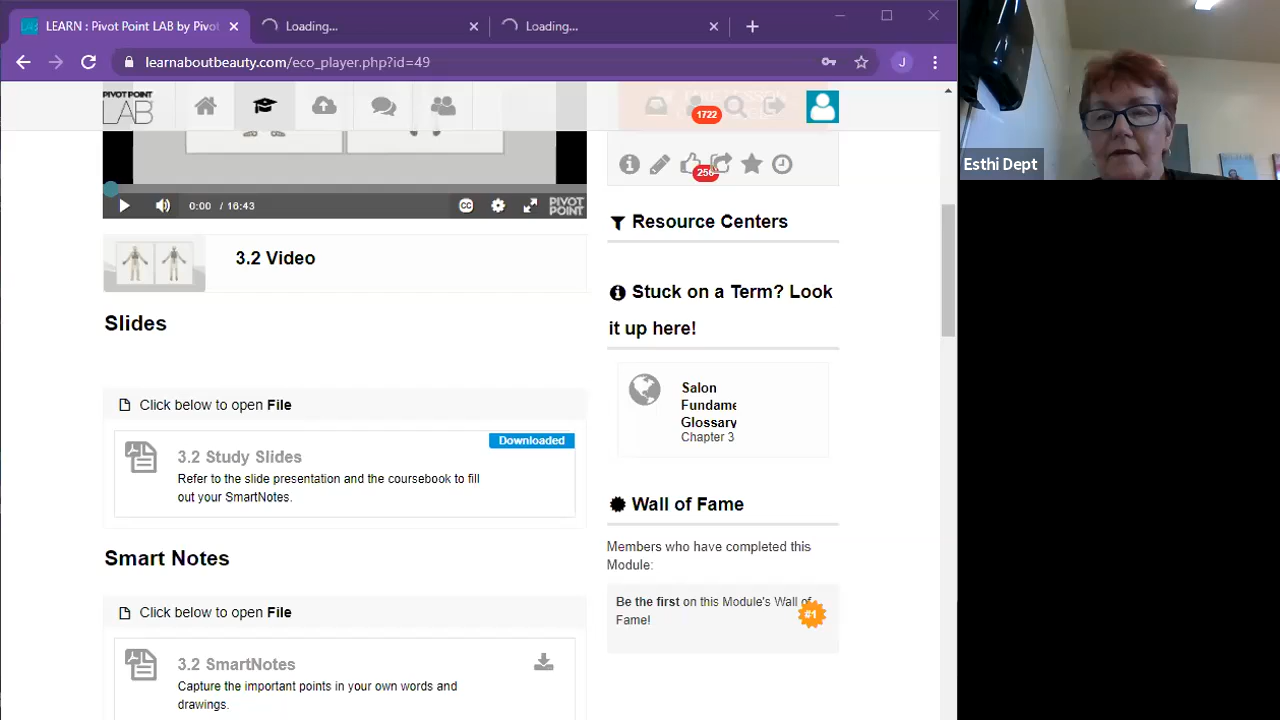 LEARN : Pivot Point LAB by Pivot
Loading...
Loading...
learnaboutbeauty.com/eco_player.php?id=49
J
PIVOT POINT
LAB
1722
Esthi Dept
256
0:00 / 16:43
CC
PIVOT
POINT
Resource Centers
3.2 Video
Stuck on a Term? Look
it up here!
Slides
Salon
Fundame
Glossary
Chapter 3
Click below to open File
Downloaded
3.2 Study Slides
Refer to the slide presentation and the coursebook to fill
out your SmartNotes.
Wall of Fame
Members who have completed this
Module:
Smart Notes
Be the first on this Module's Wall of
Fame!
#1
Click below to open File
3.2 SmartNotes
Capture the important points in your own words and
drawings.